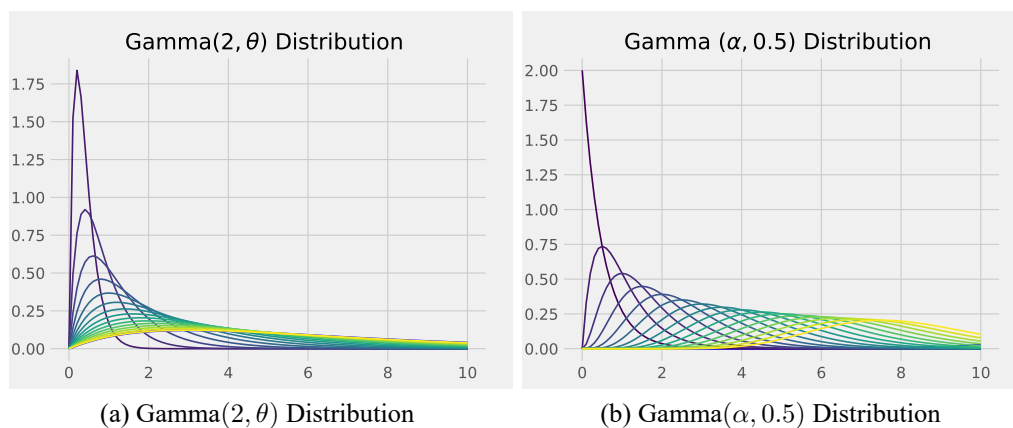 Gamma(2, θ) Distribution
1.75
1.50
1.25
1.00
0.75
0.50
0.25
0.00
0 2 4 6 8 10
(a) Gamma(2, θ) Distribution
Gamma (α, 0.5) Distribution
2.00
1.75
1.50
1.25
1.00
0.75
0.50
0.25
0.00
0 2 4 6 8 10
(b) Gamma(α, 0.5) Distribution